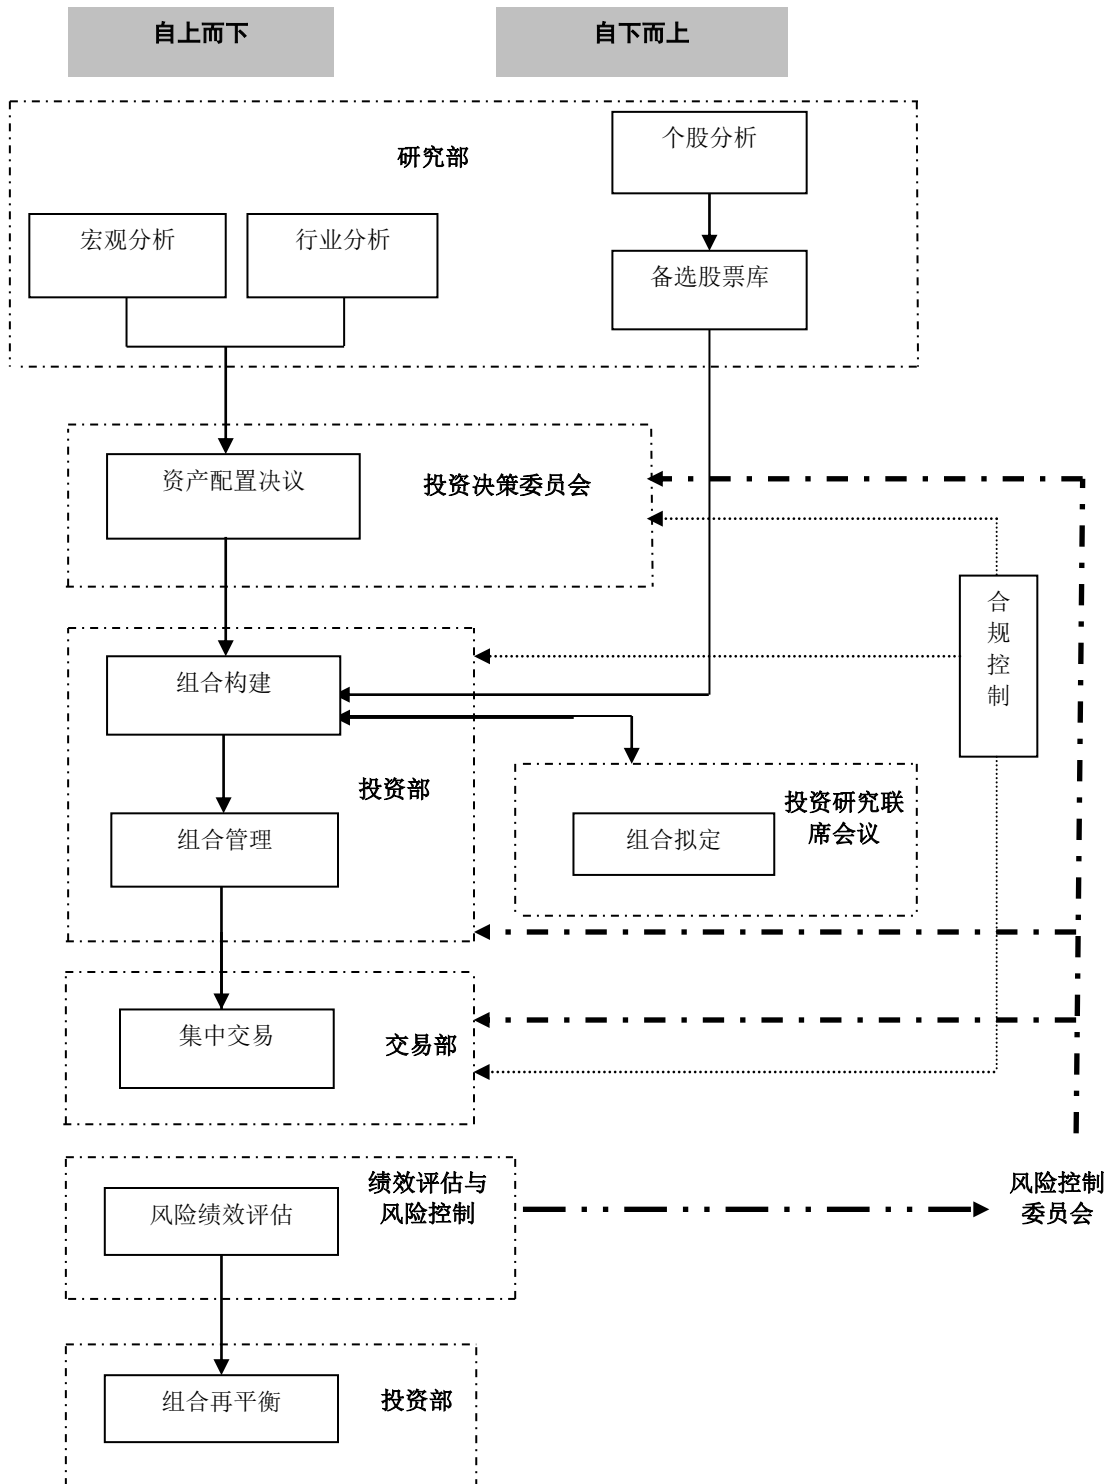 自上而下
自下而上
研究部
个股分析
宏观分析
行业分析
备选股票库
资产配置决议
投资决策委员会
合
规
控
制
组合构建
投资部
组合管理
投资研究联
席会议
组合拟定
集中交易
交易部
绩效评估与
风险控制
风险绩效评估
风险控制
委员会
组合再平衡
投资部